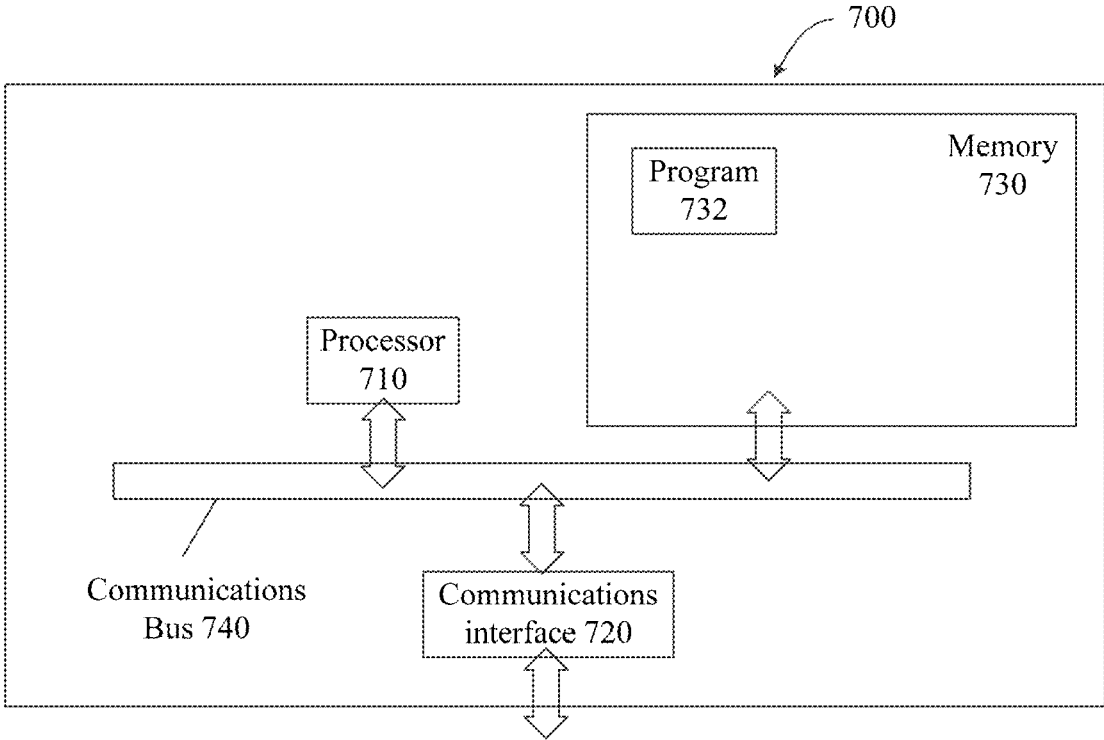 700
Memory
730
Program
732
Processor
710
Communications
Bus 740
Communications
interface 720